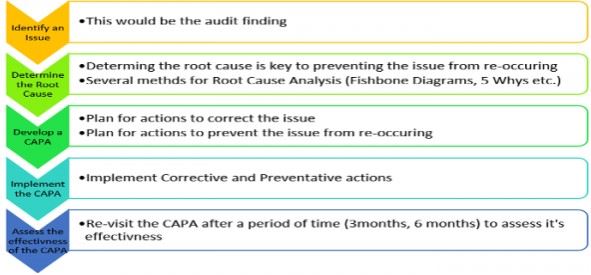 Identify an
Issue
•This would be the audit finding
Determine
the Root
Cause
•Determing the root cause is key to preventing the issue from re-occuring
•Several methds for Root Cause Analysis (Fishbone Diagrams, 5 Whys etc.)
Develop a
CAPA
•Plan for actions to correct the issue
•Plan for actions to prevent the issue from re-occuring
Implement
the CAPA
•Implement Corrective and Preventative actions
Assess the
effectivness
of the CAPA
•Re-visit the CAPA after a period of time (3months, 6 months) to assess it's
effectivness